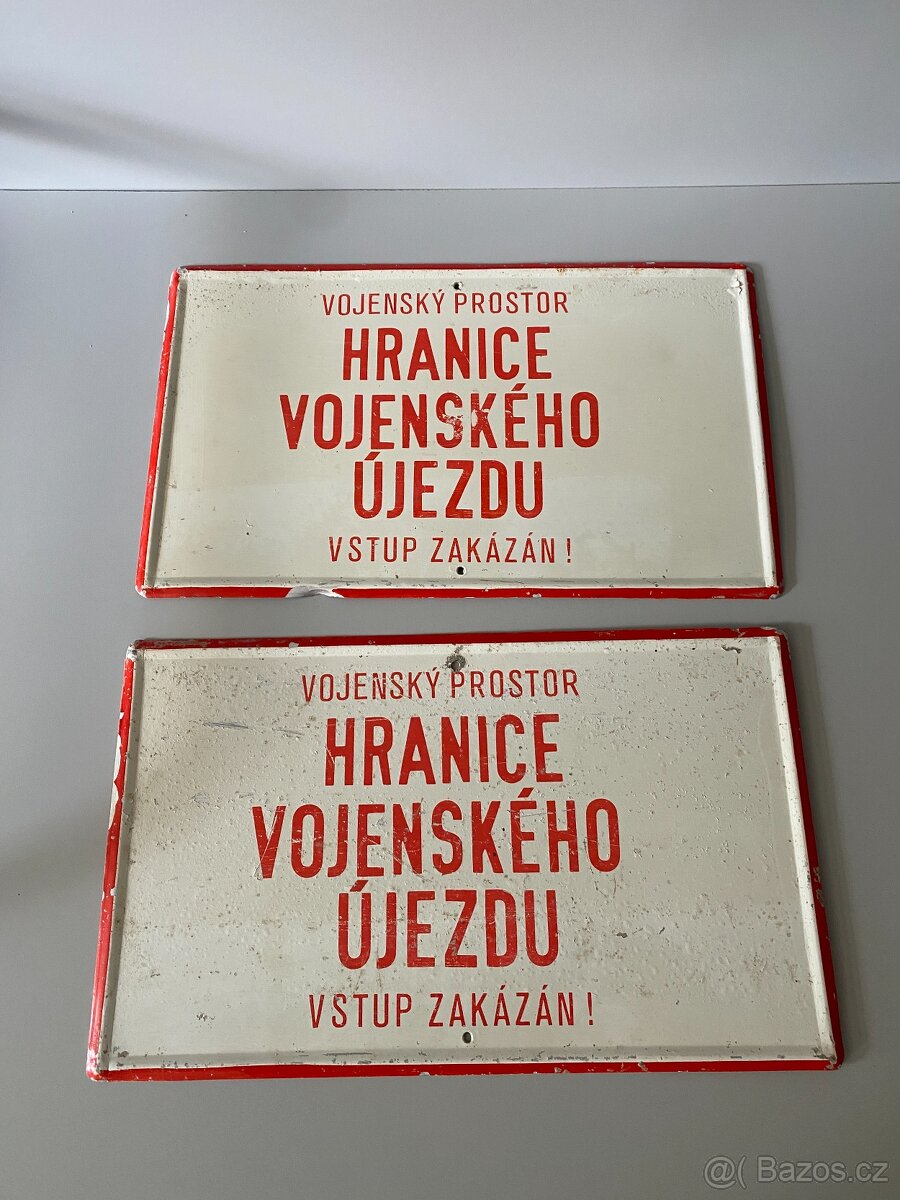 VOJENSKÝ PROSTOR
HRANICE
VOJENSKÉHO
ÚJEZDU
VSTUP ZAKÁZÁN!
VOJENSKÝ PROSTOR
HRANICE
VOJENSKÉHO
ÚJEZDU
VSTUP ZAKÁZÁN!
@( Bazos.cz